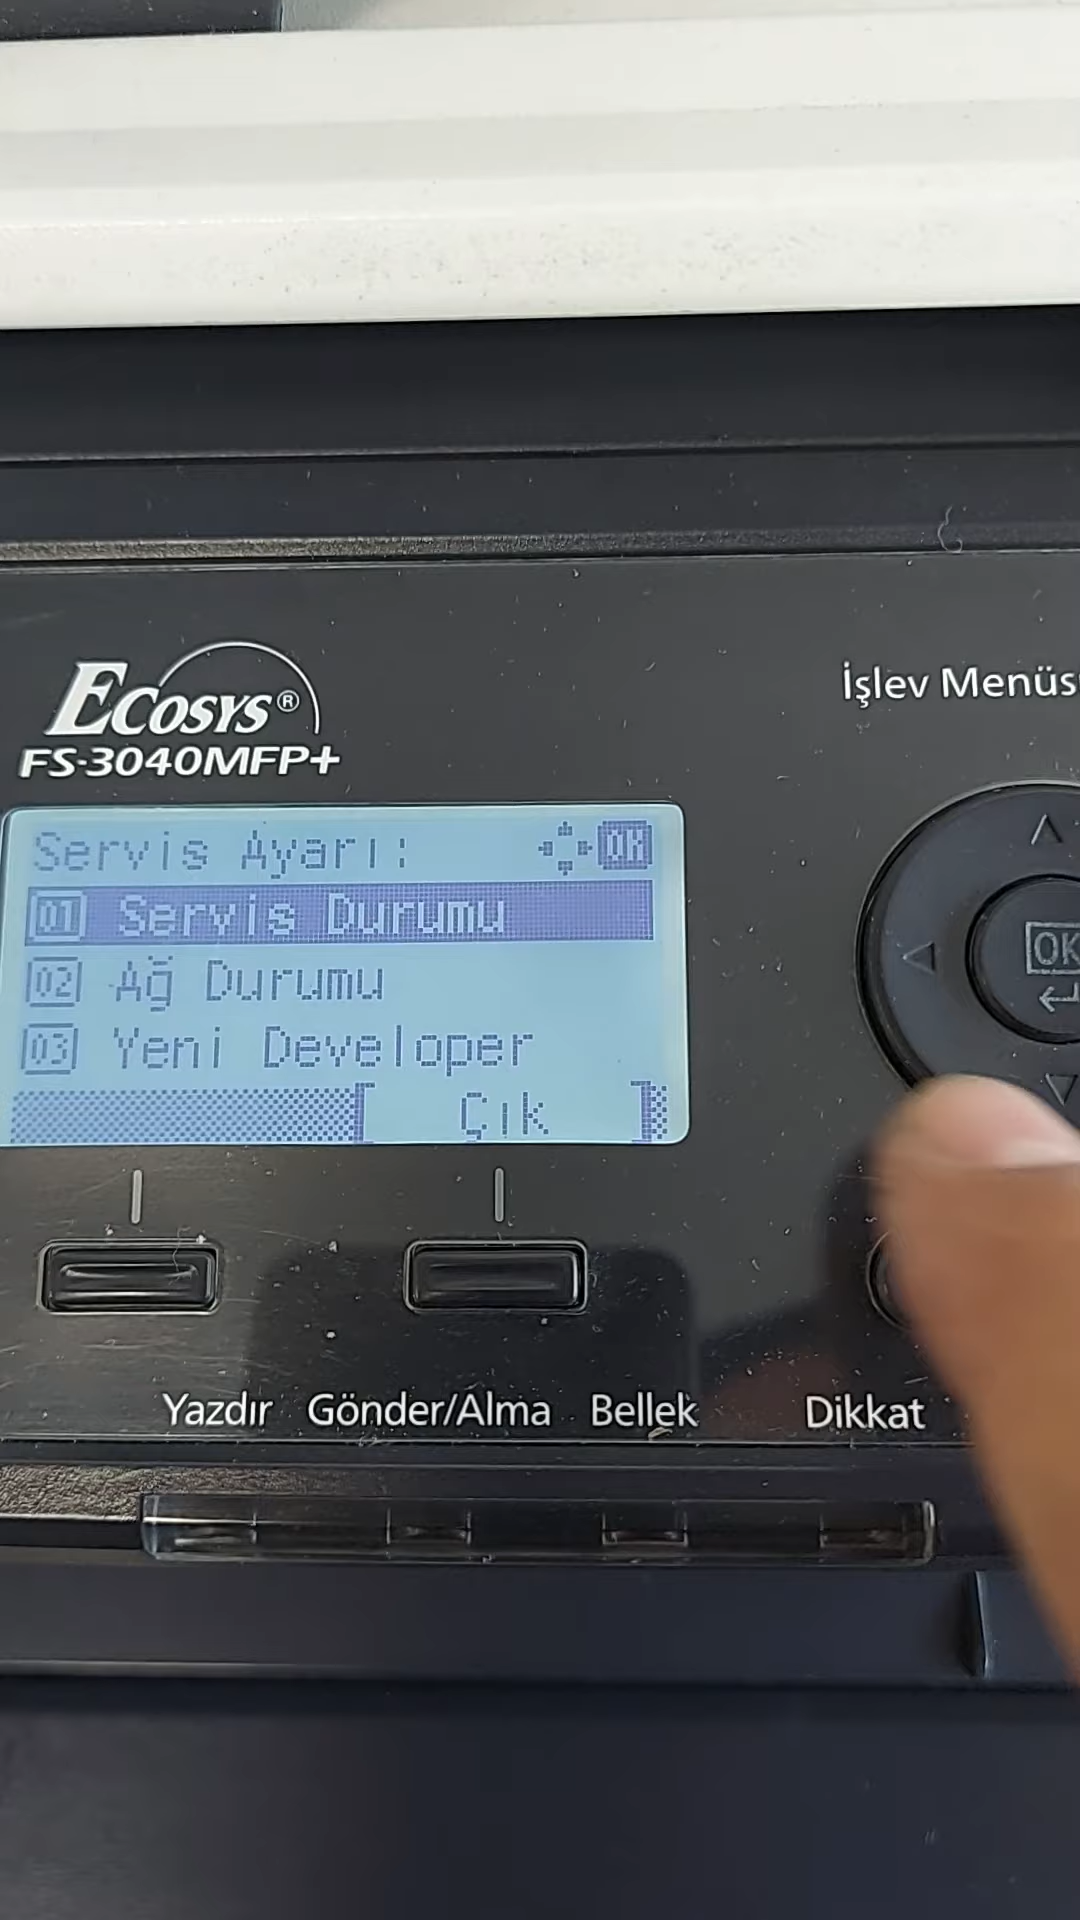 İşlev Menüs
ECOSYS®
FS-3040MFP+
Servis Ayarı: OK
01 Servis Durumu
02 Ağ Durumu
03 Yeni Developer
[ Çık ]
OK
Yazdır Gönder/Alma Bellek Dikkat